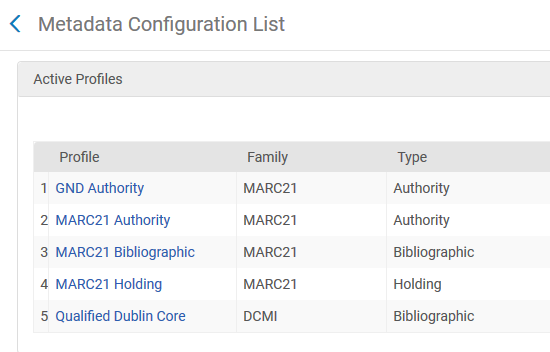 Metadata Configuration List
Active Profiles
Profile Family Type
1 GND Authority MARC21 Authority
2 MARC21 Authority MARC21 Authority
3 MARC21 Bibliographic MARC21 Bibliographic
4 MARC21 Holding MARC21 Holding
5 Qualified Dublin Core DCMI Bibliographic